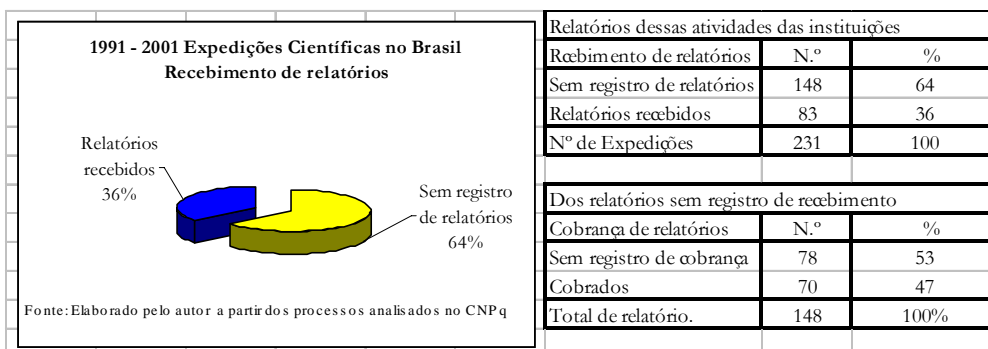 1991 - 2001 Expedições Científicas no Brasil
Recebimento de relatórios
Relatórios
recebidos
36%
Sem registro
de relatórios
64%
Fonte: Elaborado pelo autor a partir dos processos analisados no CNPq
Relatórios dessas atividades das instituições
Recebimento de relatórios N.º %
Sem registro de relatórios 148 64
Relatórios recebidos 83 36
Nº de Expedições 231 100
Dos relatórios sem registro de recebimento
Cobrança de relatórios N.º %
Sem registro de cobrança 78 53
Cobrados 70 47
Total de relatório. 148 100%